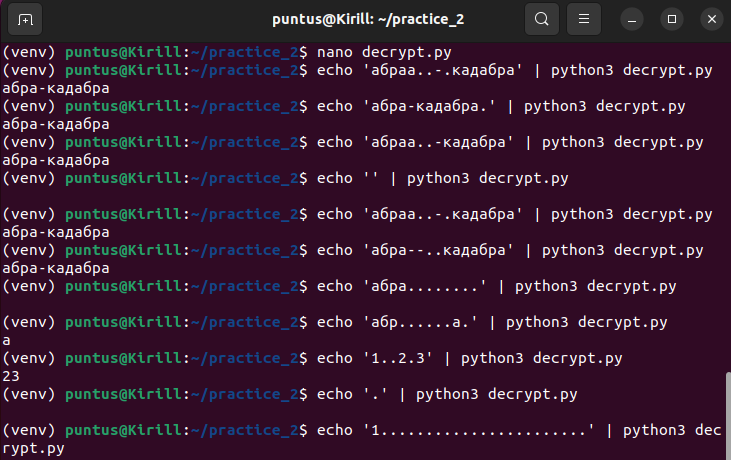 puntus@Kirill: ~/practice_2
(venv) puntus@Kirill:~/practice_2$ nano decrypt.py
(venv) puntus@Kirill:~/practice_2$ echo 'абраа..-.кадабра' | python3 decrypt.py
абра-кадабра
(venv) puntus@Kirill:~/practice_2$ echo 'абра-кадабра.' | python3 decrypt.py
абра-кадабра
(venv) puntus@Kirill:~/practice_2$ echo 'абраа..-кадабра' | python3 decrypt.py
абра-кадабра
(venv) puntus@Kirill:~/practice_2$ echo '' | python3 decrypt.py
(venv) puntus@Kirill:~/practice_2$ echo 'абраа..-.кадабра' | python3 decrypt.py
абра-кадабра
(venv) puntus@Kirill:~/practice_2$ echo 'абра--..кадабра' | python3 decrypt.py
абра-кадабра
(venv) puntus@Kirill:~/practice_2$ echo 'абра........' | python3 decrypt.py
(venv) puntus@Kirill:~/practice_2$ echo 'абр......а.' | python3 decrypt.py
а
(venv) puntus@Kirill:~/practice_2$ echo '1..2.3' | python3 decrypt.py
23
(venv) puntus@Kirill:~/practice_2$ echo '.' | python3 decrypt.py
(venv) puntus@Kirill:~/practice_2$ echo '1.......................' | python3 dec
rypt.py